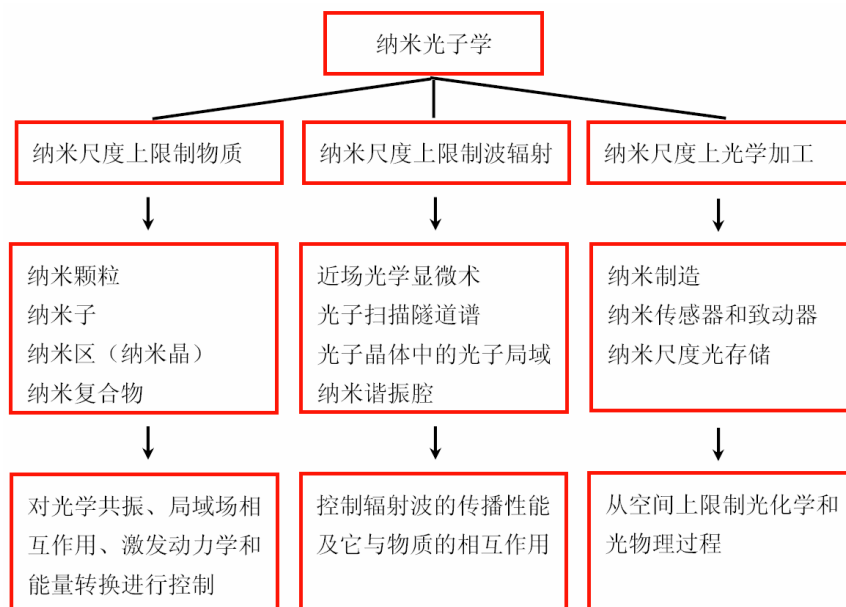 纳米光子学
纳米尺度上限制物质
纳米尺度上限制波辐射
纳米尺度上光学加工
纳米颗粒
纳米子
纳米区（纳米晶）
纳米复合物
近场光学显微术
光子扫描隧道谱
光子晶体中的光子局域
纳米谐振腔
纳米制造
纳米传感器和致动器
纳米尺度光存储
对光学共振、局域场相
互作用、激发动力学和
能量转换进行控制
控制辐射波的传播性能
及它与物质的相互作用
从空间上限制光化学和
光物理过程